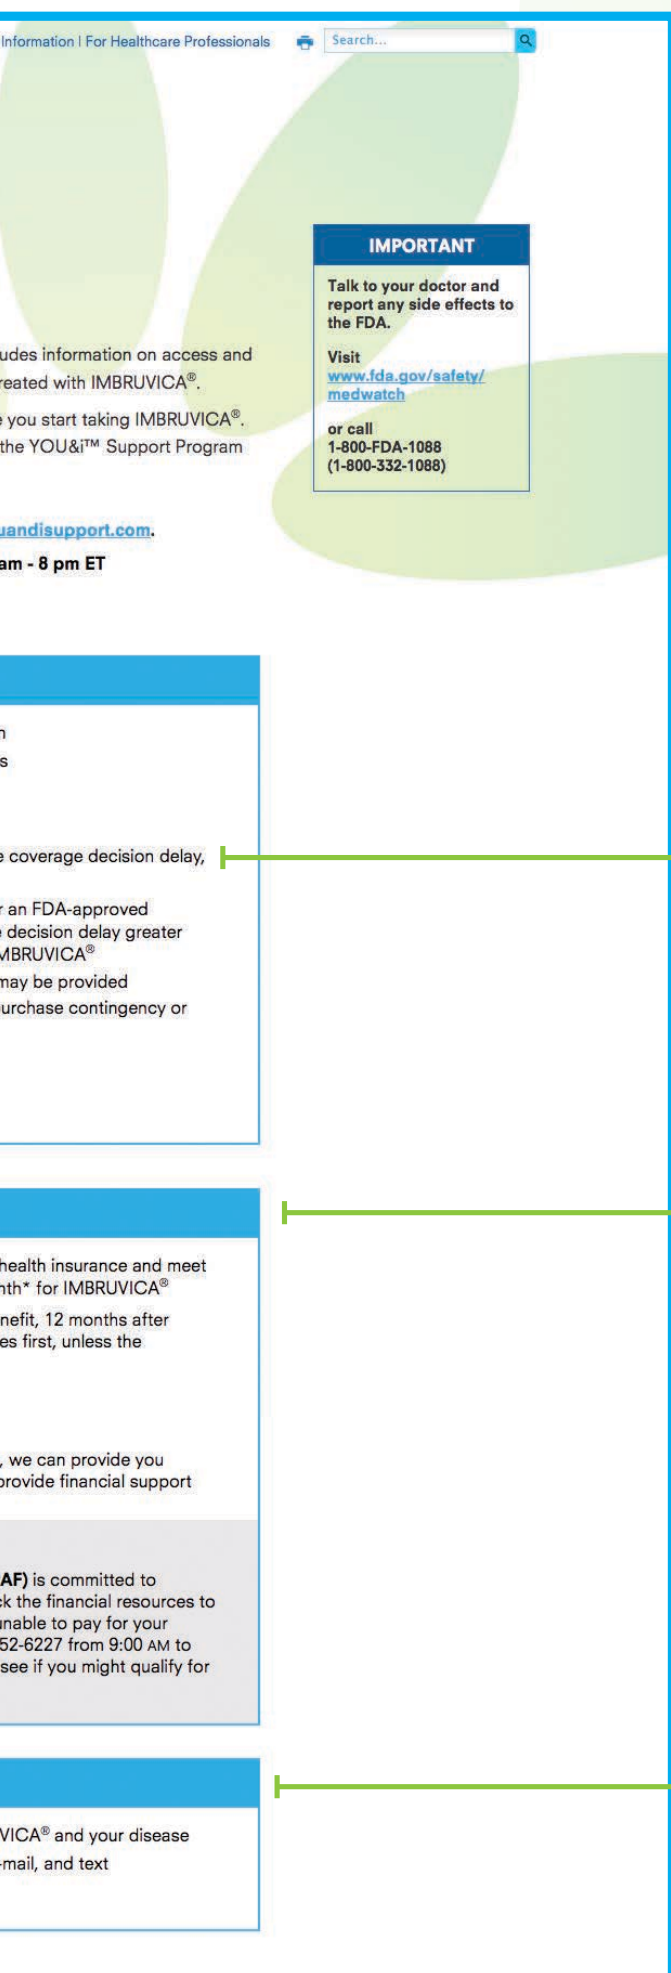 Information | For Healthcare Professionals
Search...
IMPORTANT
Talk to your doctor and
report any side effects to
the FDA.
Visit
www.fda.gov/safety/
medwatch
or call
1-800-FDA-1088
(1-800-332-1088)
udes information on access and
reated with IMBRUVICA®.
e you start taking IMBRUVICA®.
the YOU&i™ Support Program
uandisupport.com.
am - 8 pm ET
n
s
e coverage decision delay,
r an FDA-approved
e decision delay greater
MBRUVICA®
may be provided
urchase contingency or
health insurance and meet
nth* for IMBRUVICA®
nefit, 12 months after
es first, unless the
, we can provide you
provide financial support
AF) is committed to
ck the financial resources to
unable to pay for your
52-6227 from 9:00 AM to
see if you might qualify for
VICA® and your disease
-mail, and text